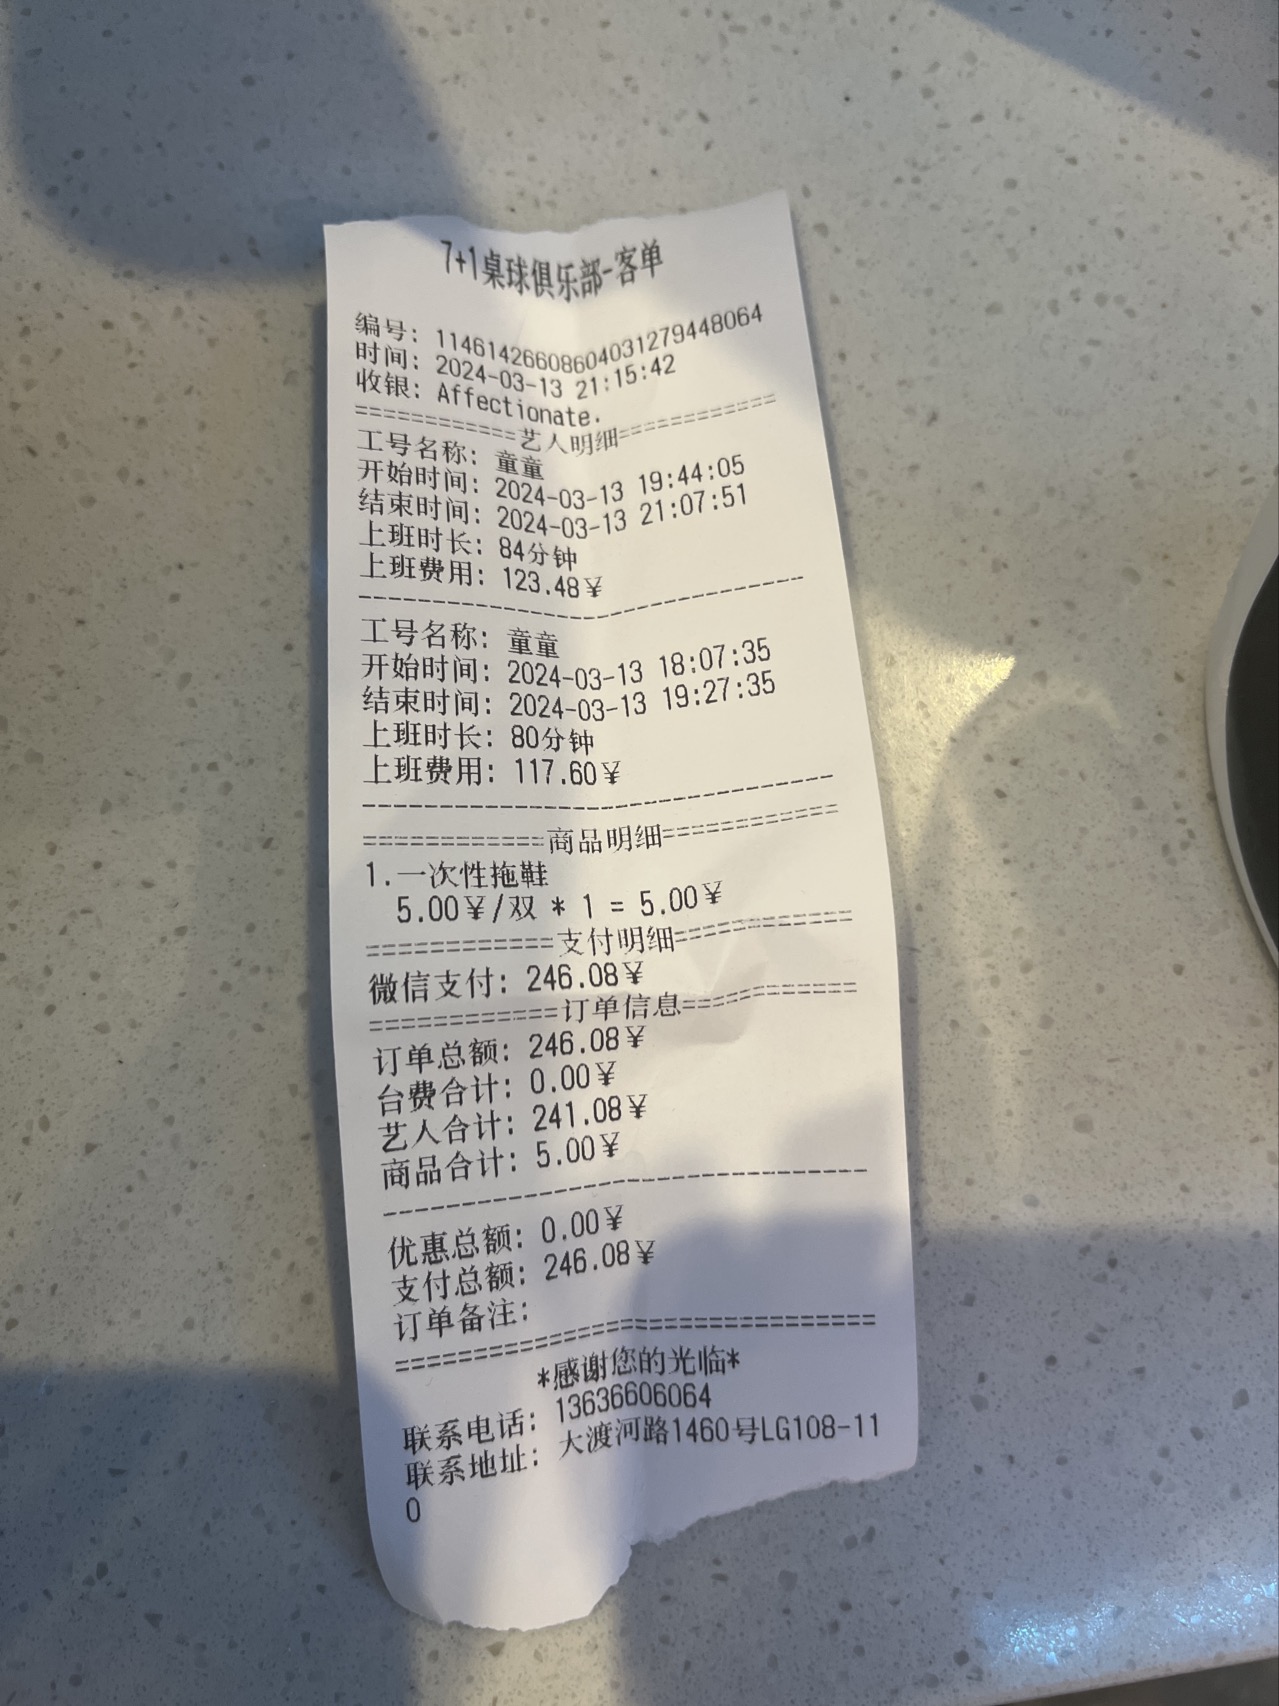 7+1桌球俱乐部-客单
编号: 1146142660860403127944​8064
时间: 2024-03-13 21:15:42
收银: Affectionate.
============艺人明细============
工号名称: 童童
开始时间: 2024-03-13 19:44:05
结束时间: 2024-03-13 21:07:51
上班时长: 84分钟
上班费用: 123.48¥
--------------------------------
工号名称: 童童
开始时间: 2024-03-13 18:07:35
结束时间: 2024-03-13 19:27:35
上班时长: 80分钟
上班费用: 117.60¥
--------------------------------
============商品明细============
1.一次性拖鞋
5.00¥/双 * 1 = 5.00¥
============支付明细============
微信支付: 246.08¥
============订单信息============
订单总额: 246.08¥
台费合计: 0.00¥
艺人合计: 241.08¥
商品合计: 5.00¥
--------------------------------
优惠总额: 0.00¥
支付总额: 246.08¥
订单备注:
================================
*感谢您的光临*
联系电话: 13636606064
联系地址: 大渡河路1460号LG108-11
0